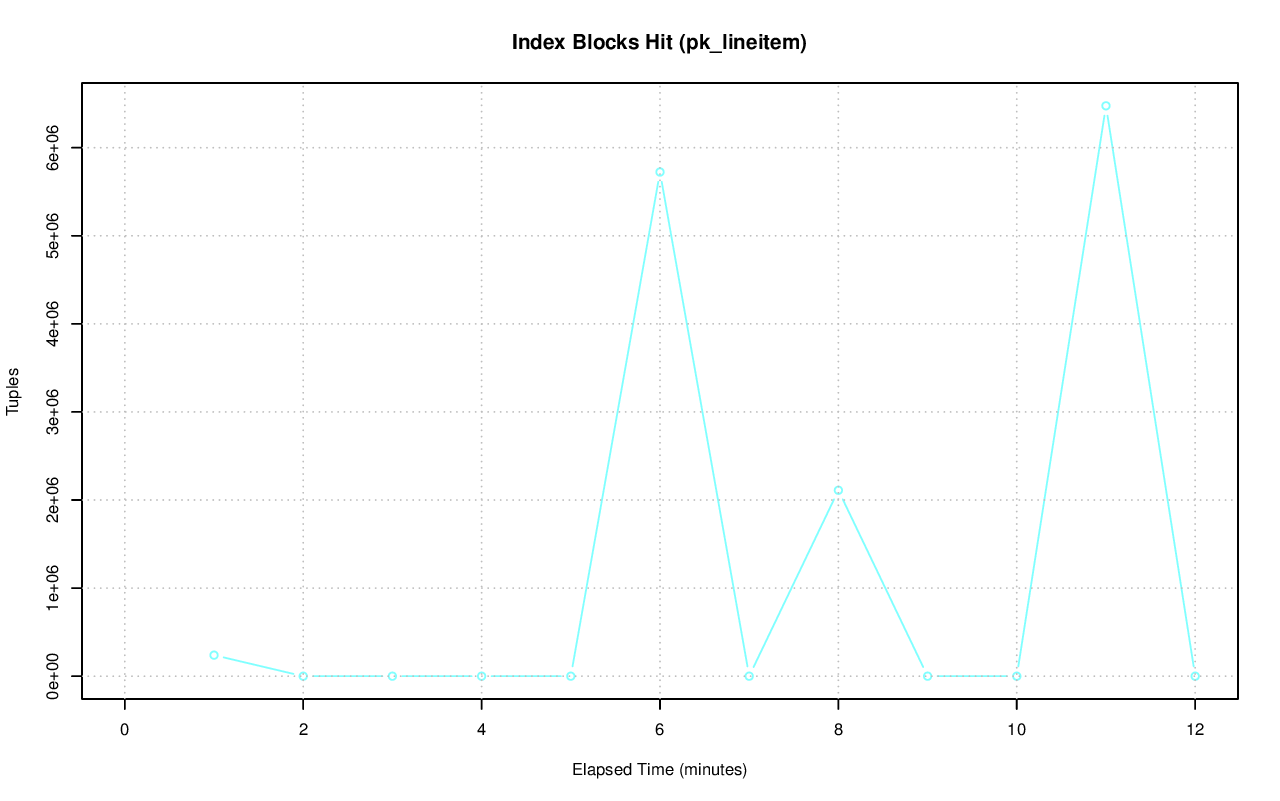 Index Blocks Hit (pk_lineitem)
Tuples
6e+06
5e+06
4e+06
3e+06
2e+06
1e+06
0e+00
0 2 4 6 8 10 12
Elapsed Time (minutes)